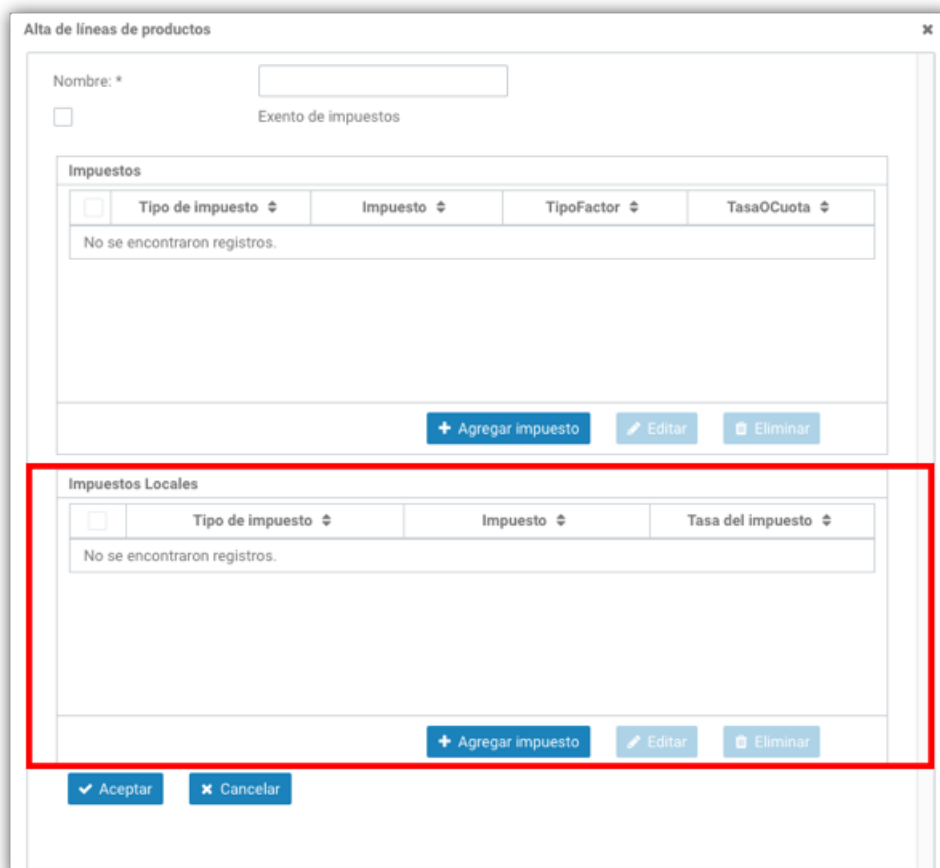 Alta de líneas de productos
Nombre: *
Exento de impuestos
Impuestos
Tipo de impuesto Impuesto TipoFactor TasaOCuota
No se encontraron registros.
Agregar impuesto Editar Eliminar
Impuestos Locales
Tipo de impuesto Impuesto Tasa del impuesto
No se encontraron registros.
Agregar impuesto Editar Eliminar
Aceptar Cancelar